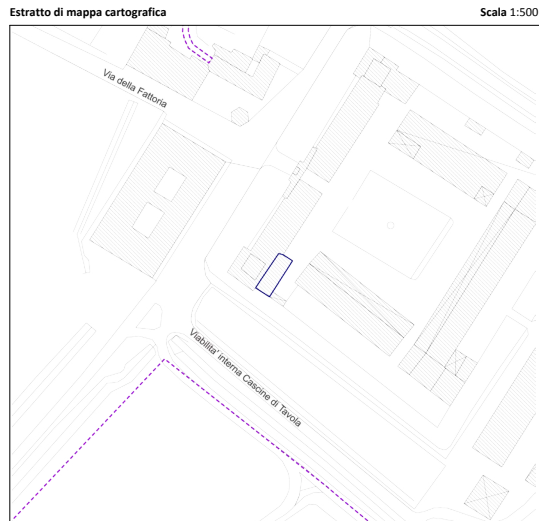 Estratto di mappa cartografica Scala 1:500
Via della Fattoria
Viabilita' interna Cascine di Tavola